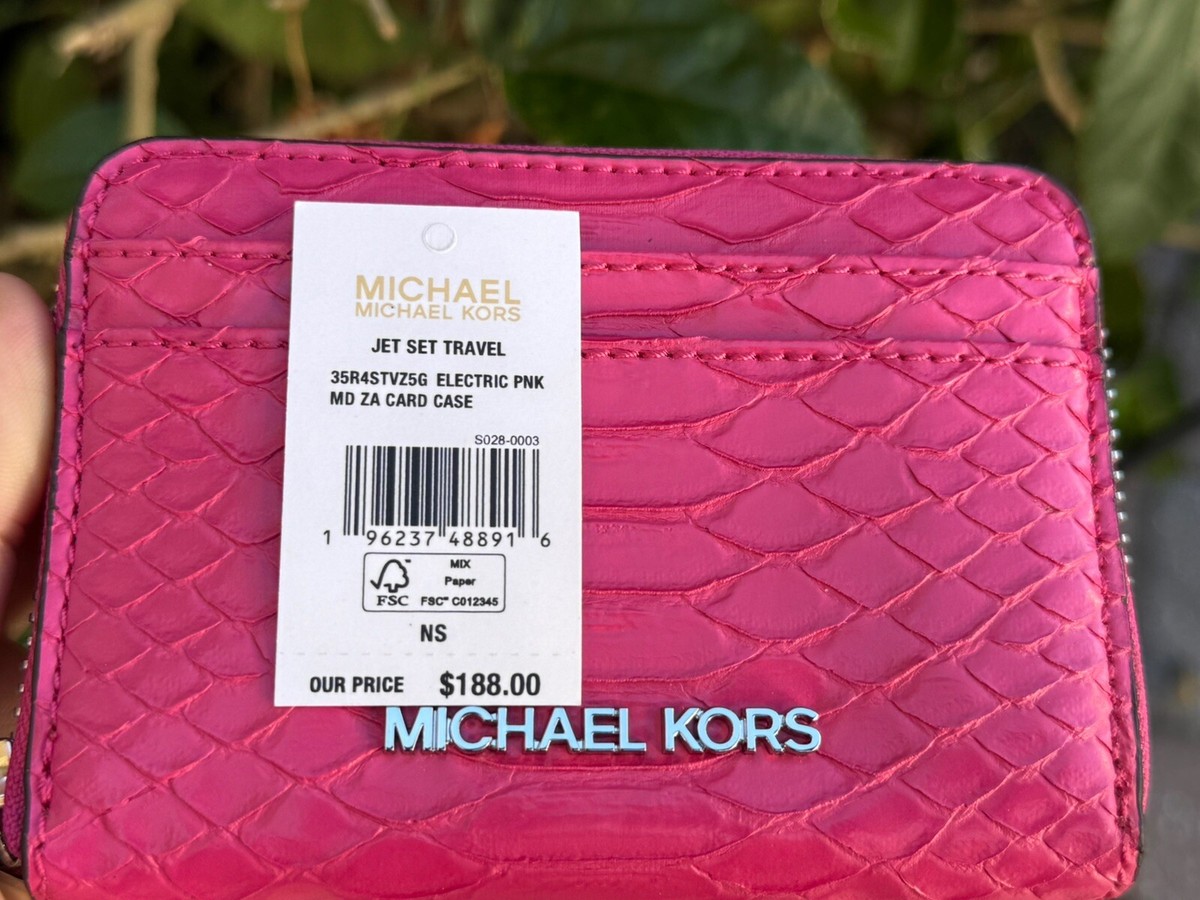 MICHAEL
MICHAEL KORS
JET SET TRAVEL
35R4STVZ5G ELECTRIC PNK
MD ZA CARD CASE
S028-0003
1 96237 48891 6
MIX
Paper
FSC FSC™ C012345
NS
OUR PRICE $188.00
MICHAEL KORS